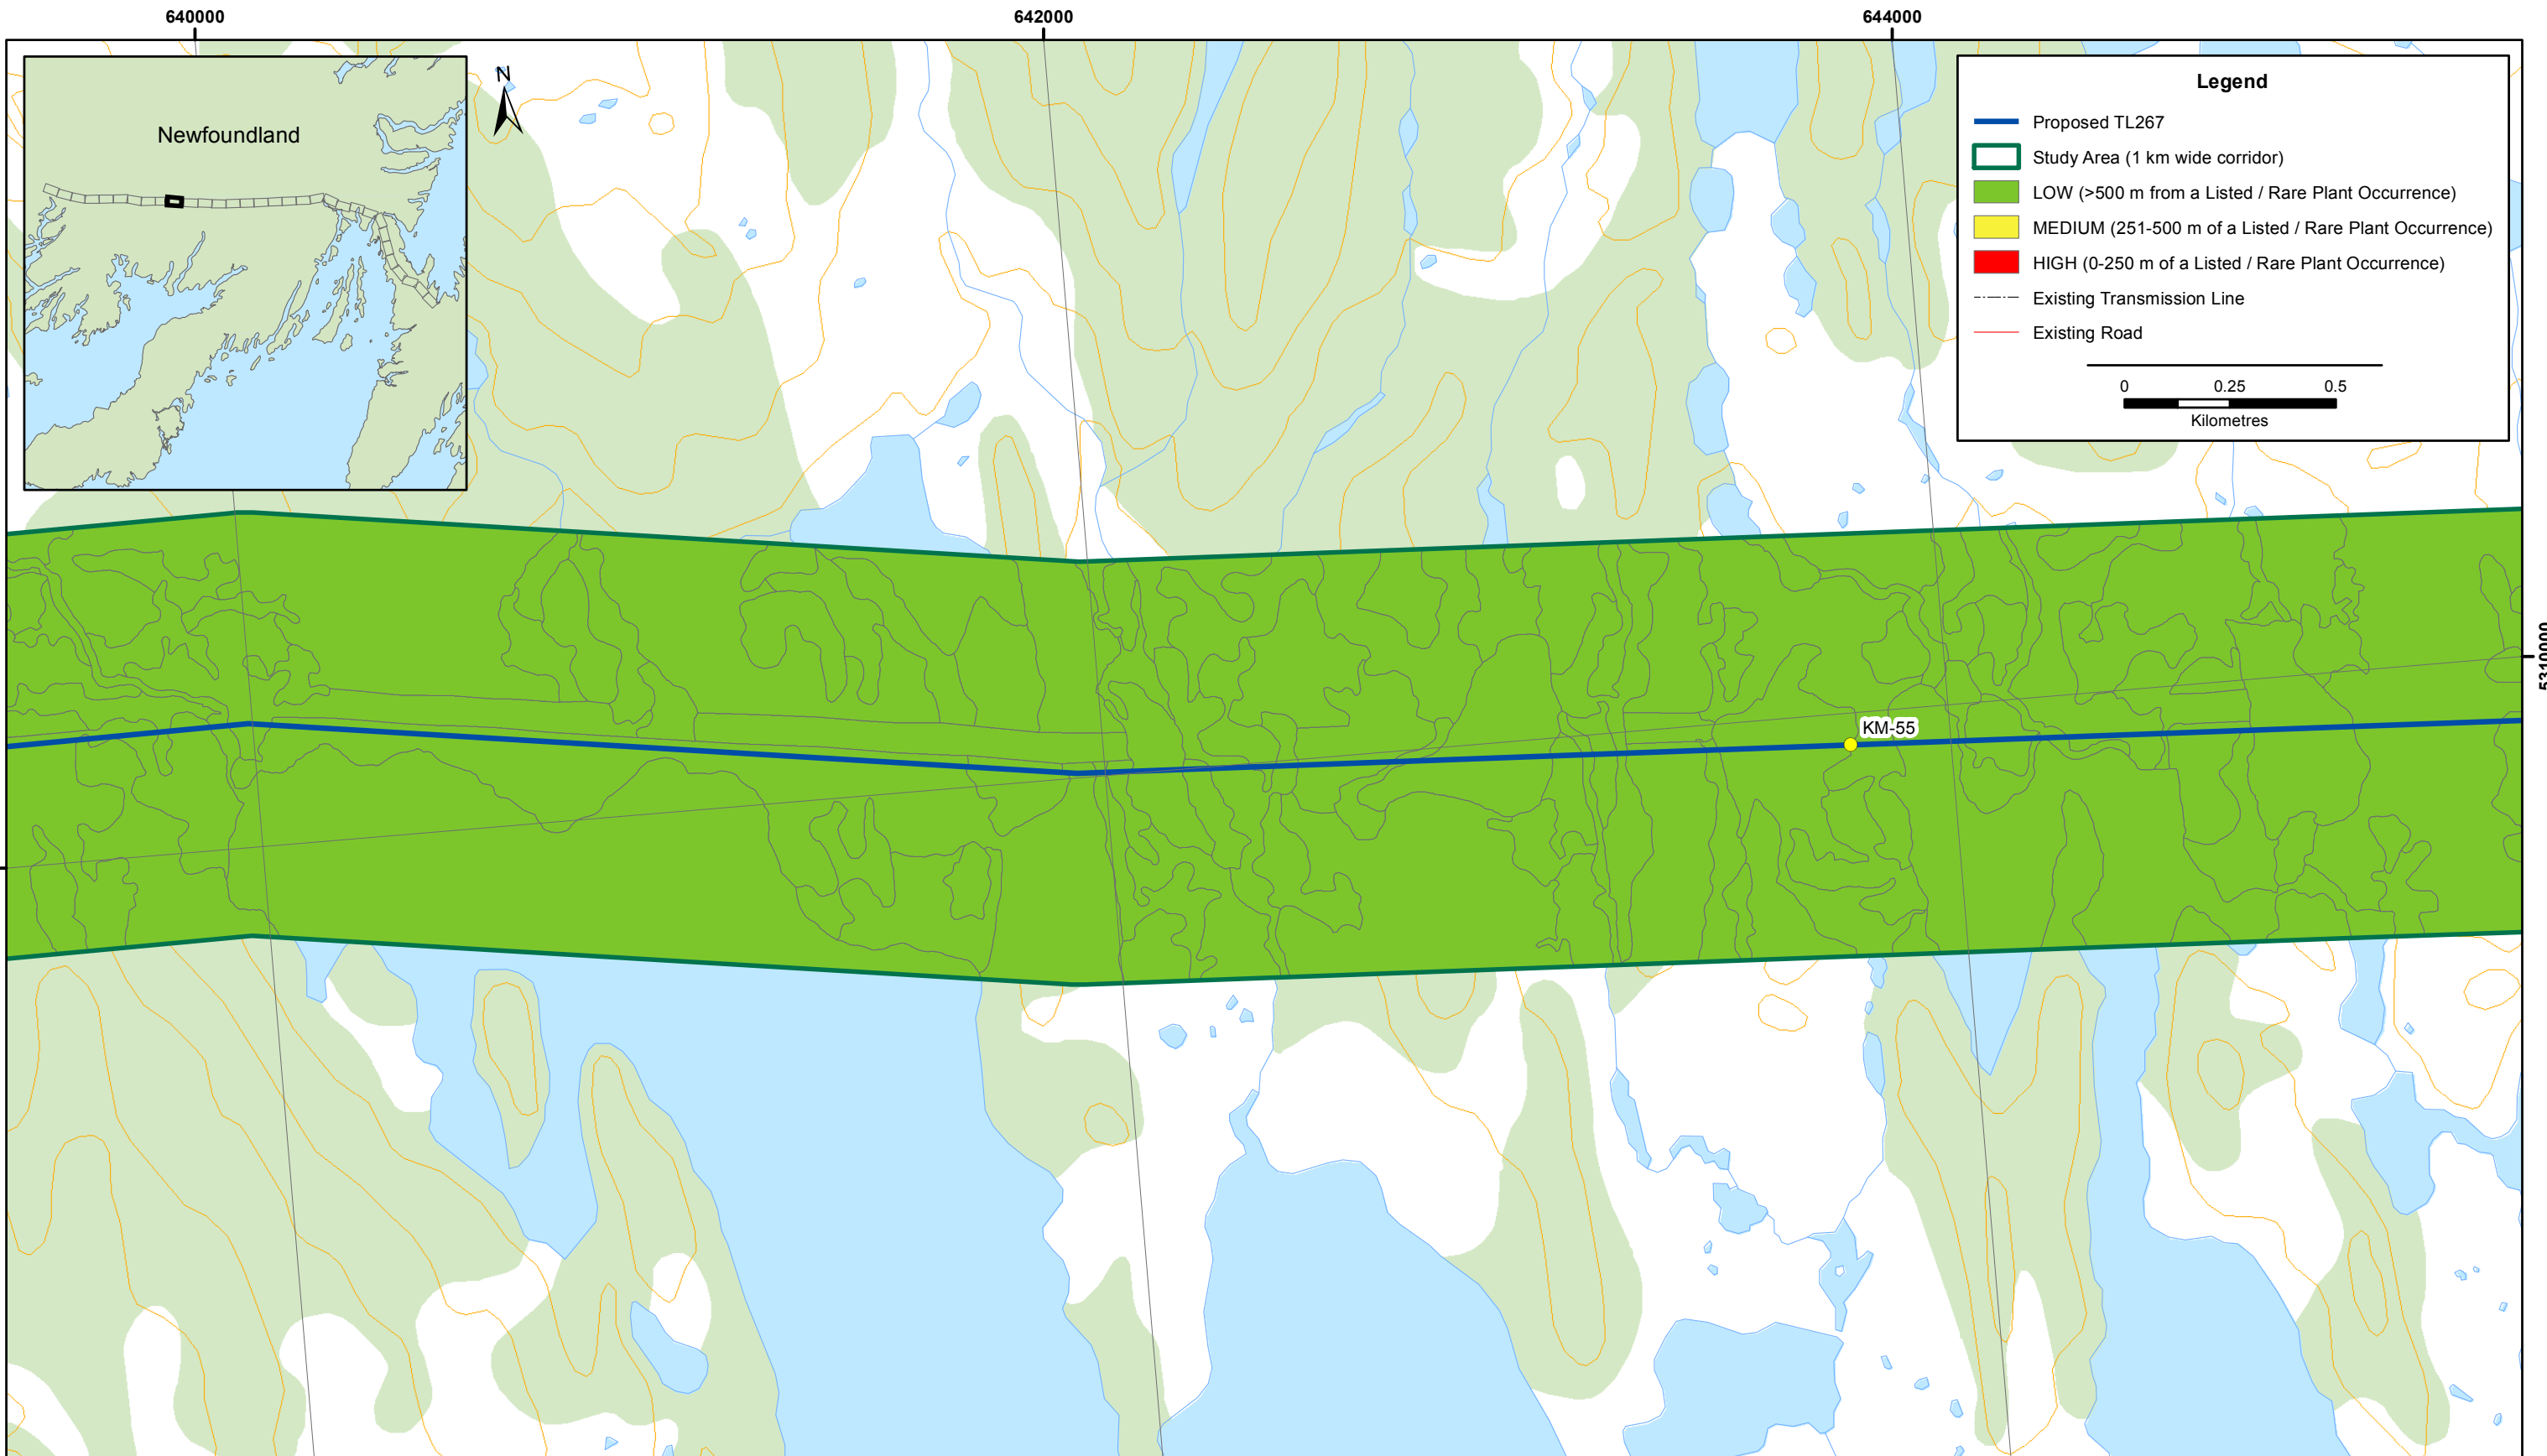 640000
642000
644000
Newfoundland
N
Legend
Proposed TL267
Study Area (1 km wide corridor)
LOW (>500 m from a Listed / Rare Plant Occurrence)
MEDIUM (251-500 m of a Listed / Rare Plant Occurrence)
HIGH (0-250 m of a Listed / Rare Plant Occurrence)
Existing Transmission Line
Existing Road
0 0.25 0.5
Kilometres
5310000
KM-55